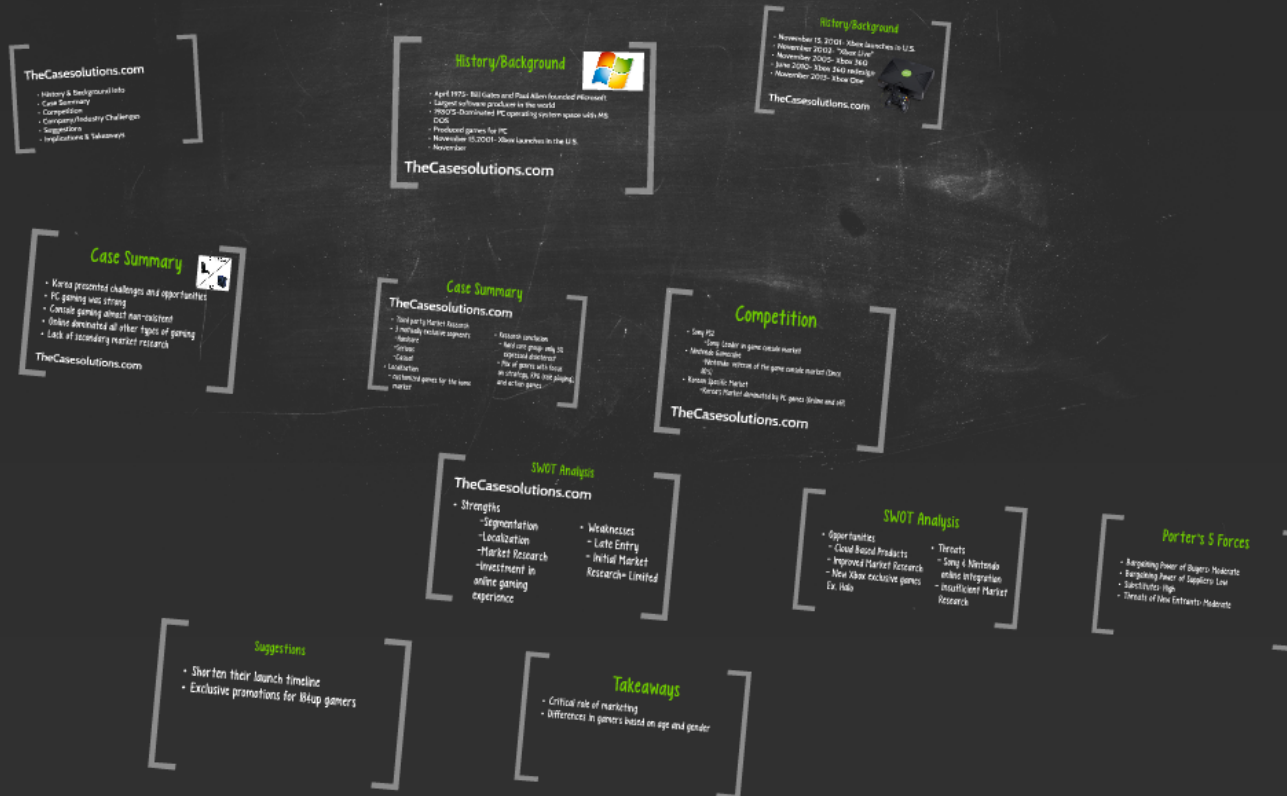 TheCasesolutions.com
- History & Background Info
- Case Summary
- Competition
- Company/Industry Challenges
- Suggestions
- Implications & Takeaways
History/Background
- April 1975- Bill Gates and Paul Allen founded Microsoft
- Largest software producer in the world
- 1980'S-Dominated PC operating system space with MS
DOS
- Produced games for PC
- November 15,2001- Xbox launches in the U.S.
- November
TheCasesolutions.com
History/Background
- November 15, 2001- Xbox launches in U.S.
- November 2002- "Xbox Live"
- November 2005- Xbox 360
- June 2010- Xbox 360 redesign
- November 2013- Xbox One
TheCasesolutions.com
Case Summary
• Korea presented challenges and opportunities
• PC gaming was strong
• Console gaming almost non-existent
• Online dominated all other types of gaming
• Lack of secondary market research
TheCasesolutions.com
Case Summary
TheCasesolutions.com
- Third party Market Research
- 3 mutually exclusive segments
-Hardcore
-Serious
-Casual
- Localization
- customized games for the home
market
• Research conclusion
- Hard core group- only 5%
expressed disinterest
- Mix of genres with focus
on strategy, RPG (role playing)
and action games
Competition
• Sony PS2
-Sony- Leader in game console market
• Nintendo Gamecube
-Nintendo- veteran of the game console market (Since
80's)
• Korean Specific Market
-Korea's Market dominated by PC games (Online and off)
TheCasesolutions.com
SWOT Analysis
TheCasesolutions.com
• Strengths
-Segmentation
-Localization
-Market Research
-Investment in
online gaming
experience
• Weaknesses
- Late Entry
- Initial Market
Research= Limited
SWOT Analysis
• Opportunities
- Cloud Based Products
- Improved Market Research
- New Xbox exclusive games
Ex. Halo
• Threats
- Sony & Nintendo
online integration
- Insufficient Market
Research
Porter's 5 Forces
• Bargaining Power of Buyers: Moderate
• Bargaining Power of Suppliers: Low
• Substitutes: High
• Threats of New Entrants: Moderate
Suggestions
• Shorten their launch timeline
• Exclusive promotions for 18&up gamers
Takeaways
• Critical role of marketing
• Differences in gamers based on age and gender